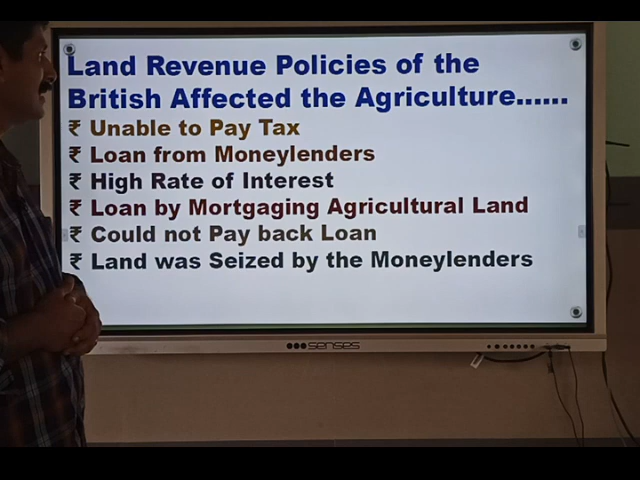 Land Revenue Policies of the
British Affected the Agriculture......
₹ Unable to Pay Tax
₹ Loan from Moneylenders
₹ High Rate of Interest
₹ Loan by Mortgaging Agricultural Land
₹ Could not Pay back Loan
₹ Land was Seized by the Moneylenders
senses